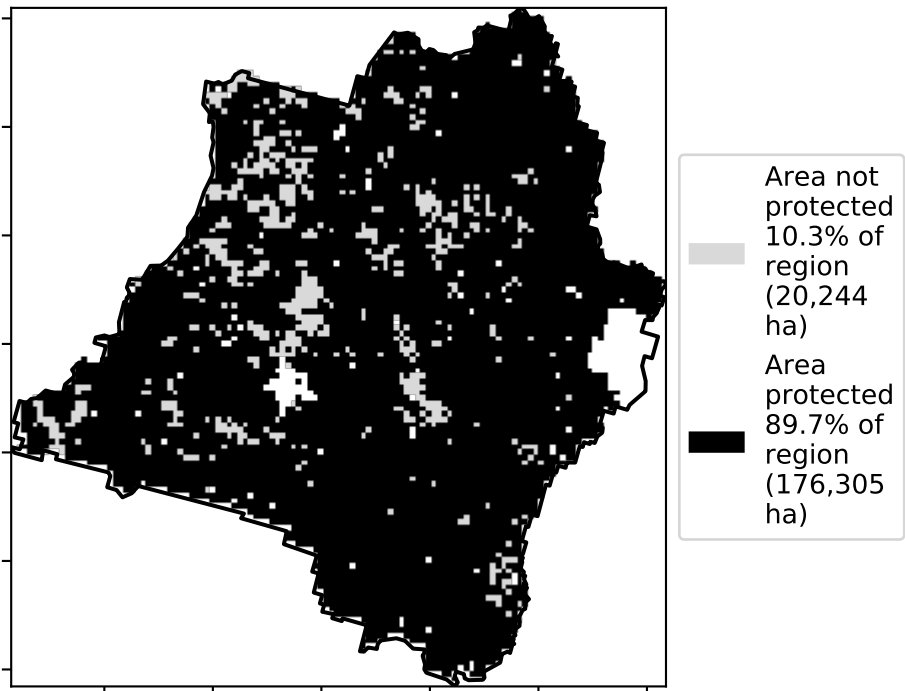 Area not
protected
10.3% of
region
(20,244
ha)
Area
protected
89.7% of
region
(176,305
ha)